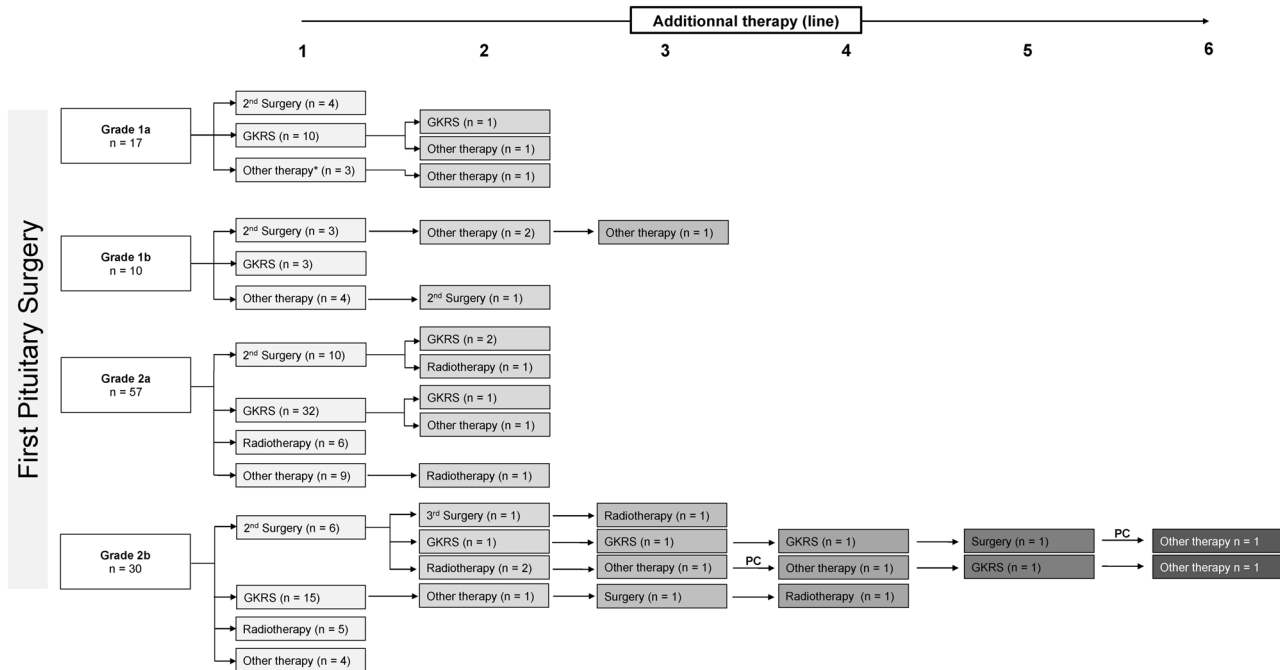 Additionnal therapy (line)
1 2 3 4 5 6
First Pituitary Surgery
Grade 1a
n = 17
2nd Surgery (n = 4)
GKRS (n = 10)
Other therapy* (n = 3)
GKRS (n = 1)
Other therapy (n = 1)
Other therapy (n = 1)
Grade 1b
n = 10
2nd Surgery (n = 3)
Other therapy (n = 2)
Other therapy (n = 1)
GKRS (n = 3)
Other therapy (n = 4)
2nd Surgery (n = 1)
Grade 2a
n = 57
2nd Surgery (n = 10)
GKRS (n = 2)
Radiotherapy (n = 1)
GKRS (n = 32)
GKRS (n = 1)
Other therapy (n = 1)
Radiotherapy (n = 6)
Other therapy (n = 9)
Radiotherapy (n = 1)
Grade 2b
n = 30
2nd Surgery (n = 6)
3rd Surgery (n = 1)
Radiotherapy (n = 1)
GKRS (n = 1)
GKRS (n = 1)
GKRS (n = 1)
Surgery (n = 1)
PC
Other therapy n = 1
Radiotherapy (n = 2)
Other therapy (n = 1)
PC
Other therapy (n = 1)
GKRS (n = 1)
Other therapy n = 1
GKRS (n = 15)
Other therapy (n = 1)
Surgery (n = 1)
Radiotherapy (n = 1)
Radiotherapy (n = 5)
Other therapy (n = 4)